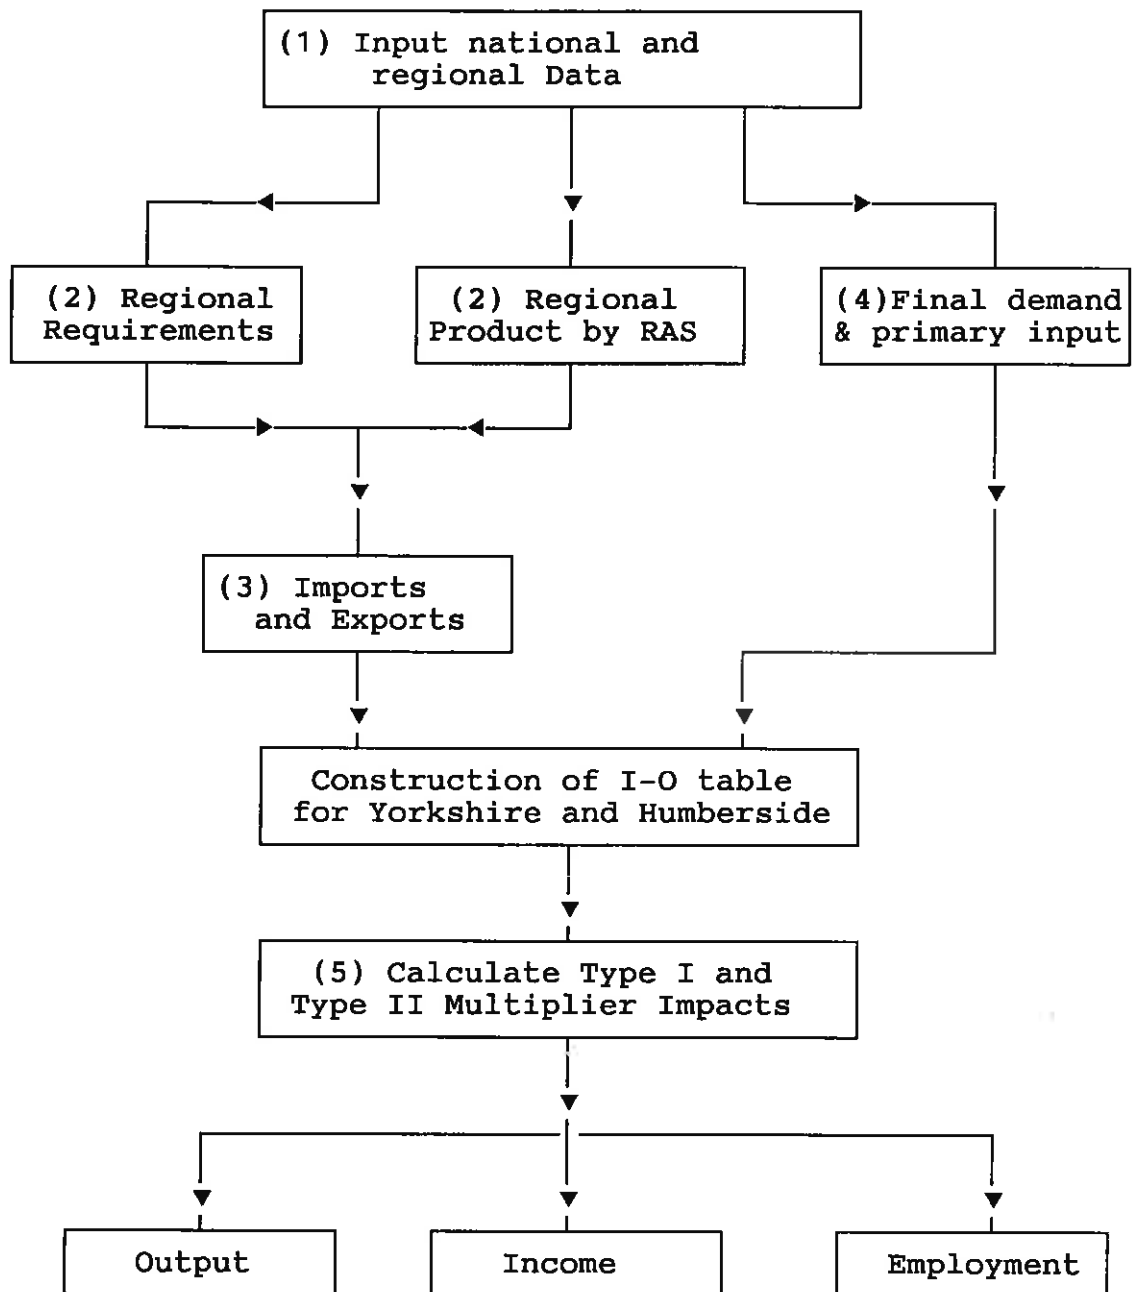 (1) Input national and
regional Data
(2) Regional
Requirements
(2) Regional
Product by RAS
(4)Final demand
& primary input
(3) Imports
and Exports
Construction of I-O table
for Yorkshire and Humberside
(5) Calculate Type I and
Type II Multiplier Impacts
Output
Income
Employment